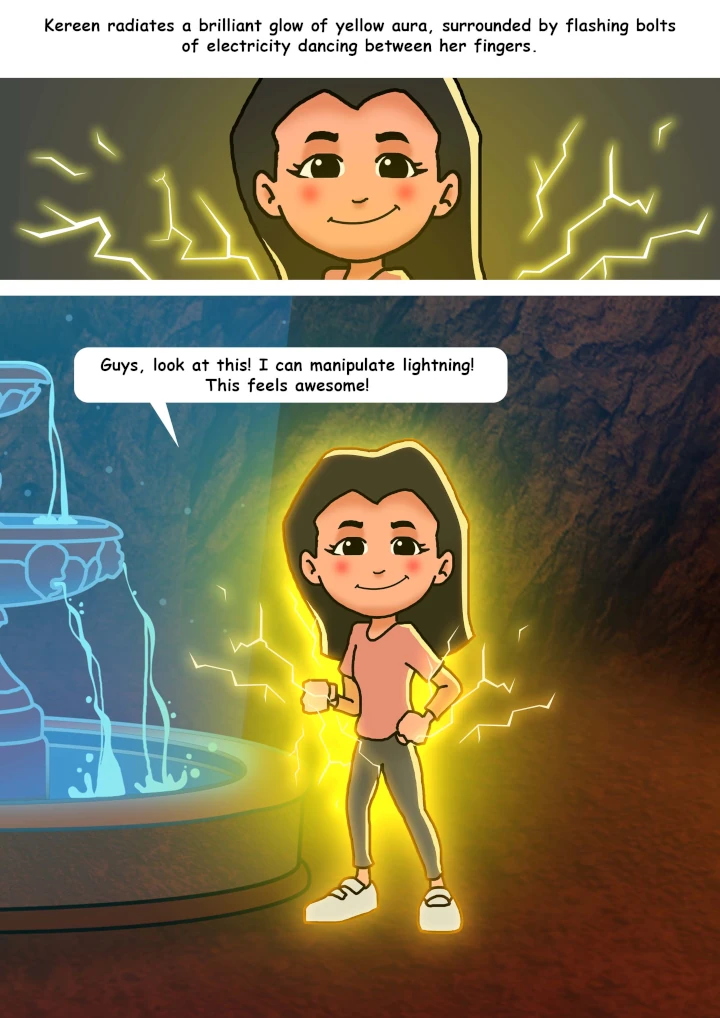 Kereen radiates a brilliant glow of yellow aura, surrounded by flashing bolts
of electricity dancing between her fingers.
Guys, look at this! I can manipulate lightning!
This feels awesome!